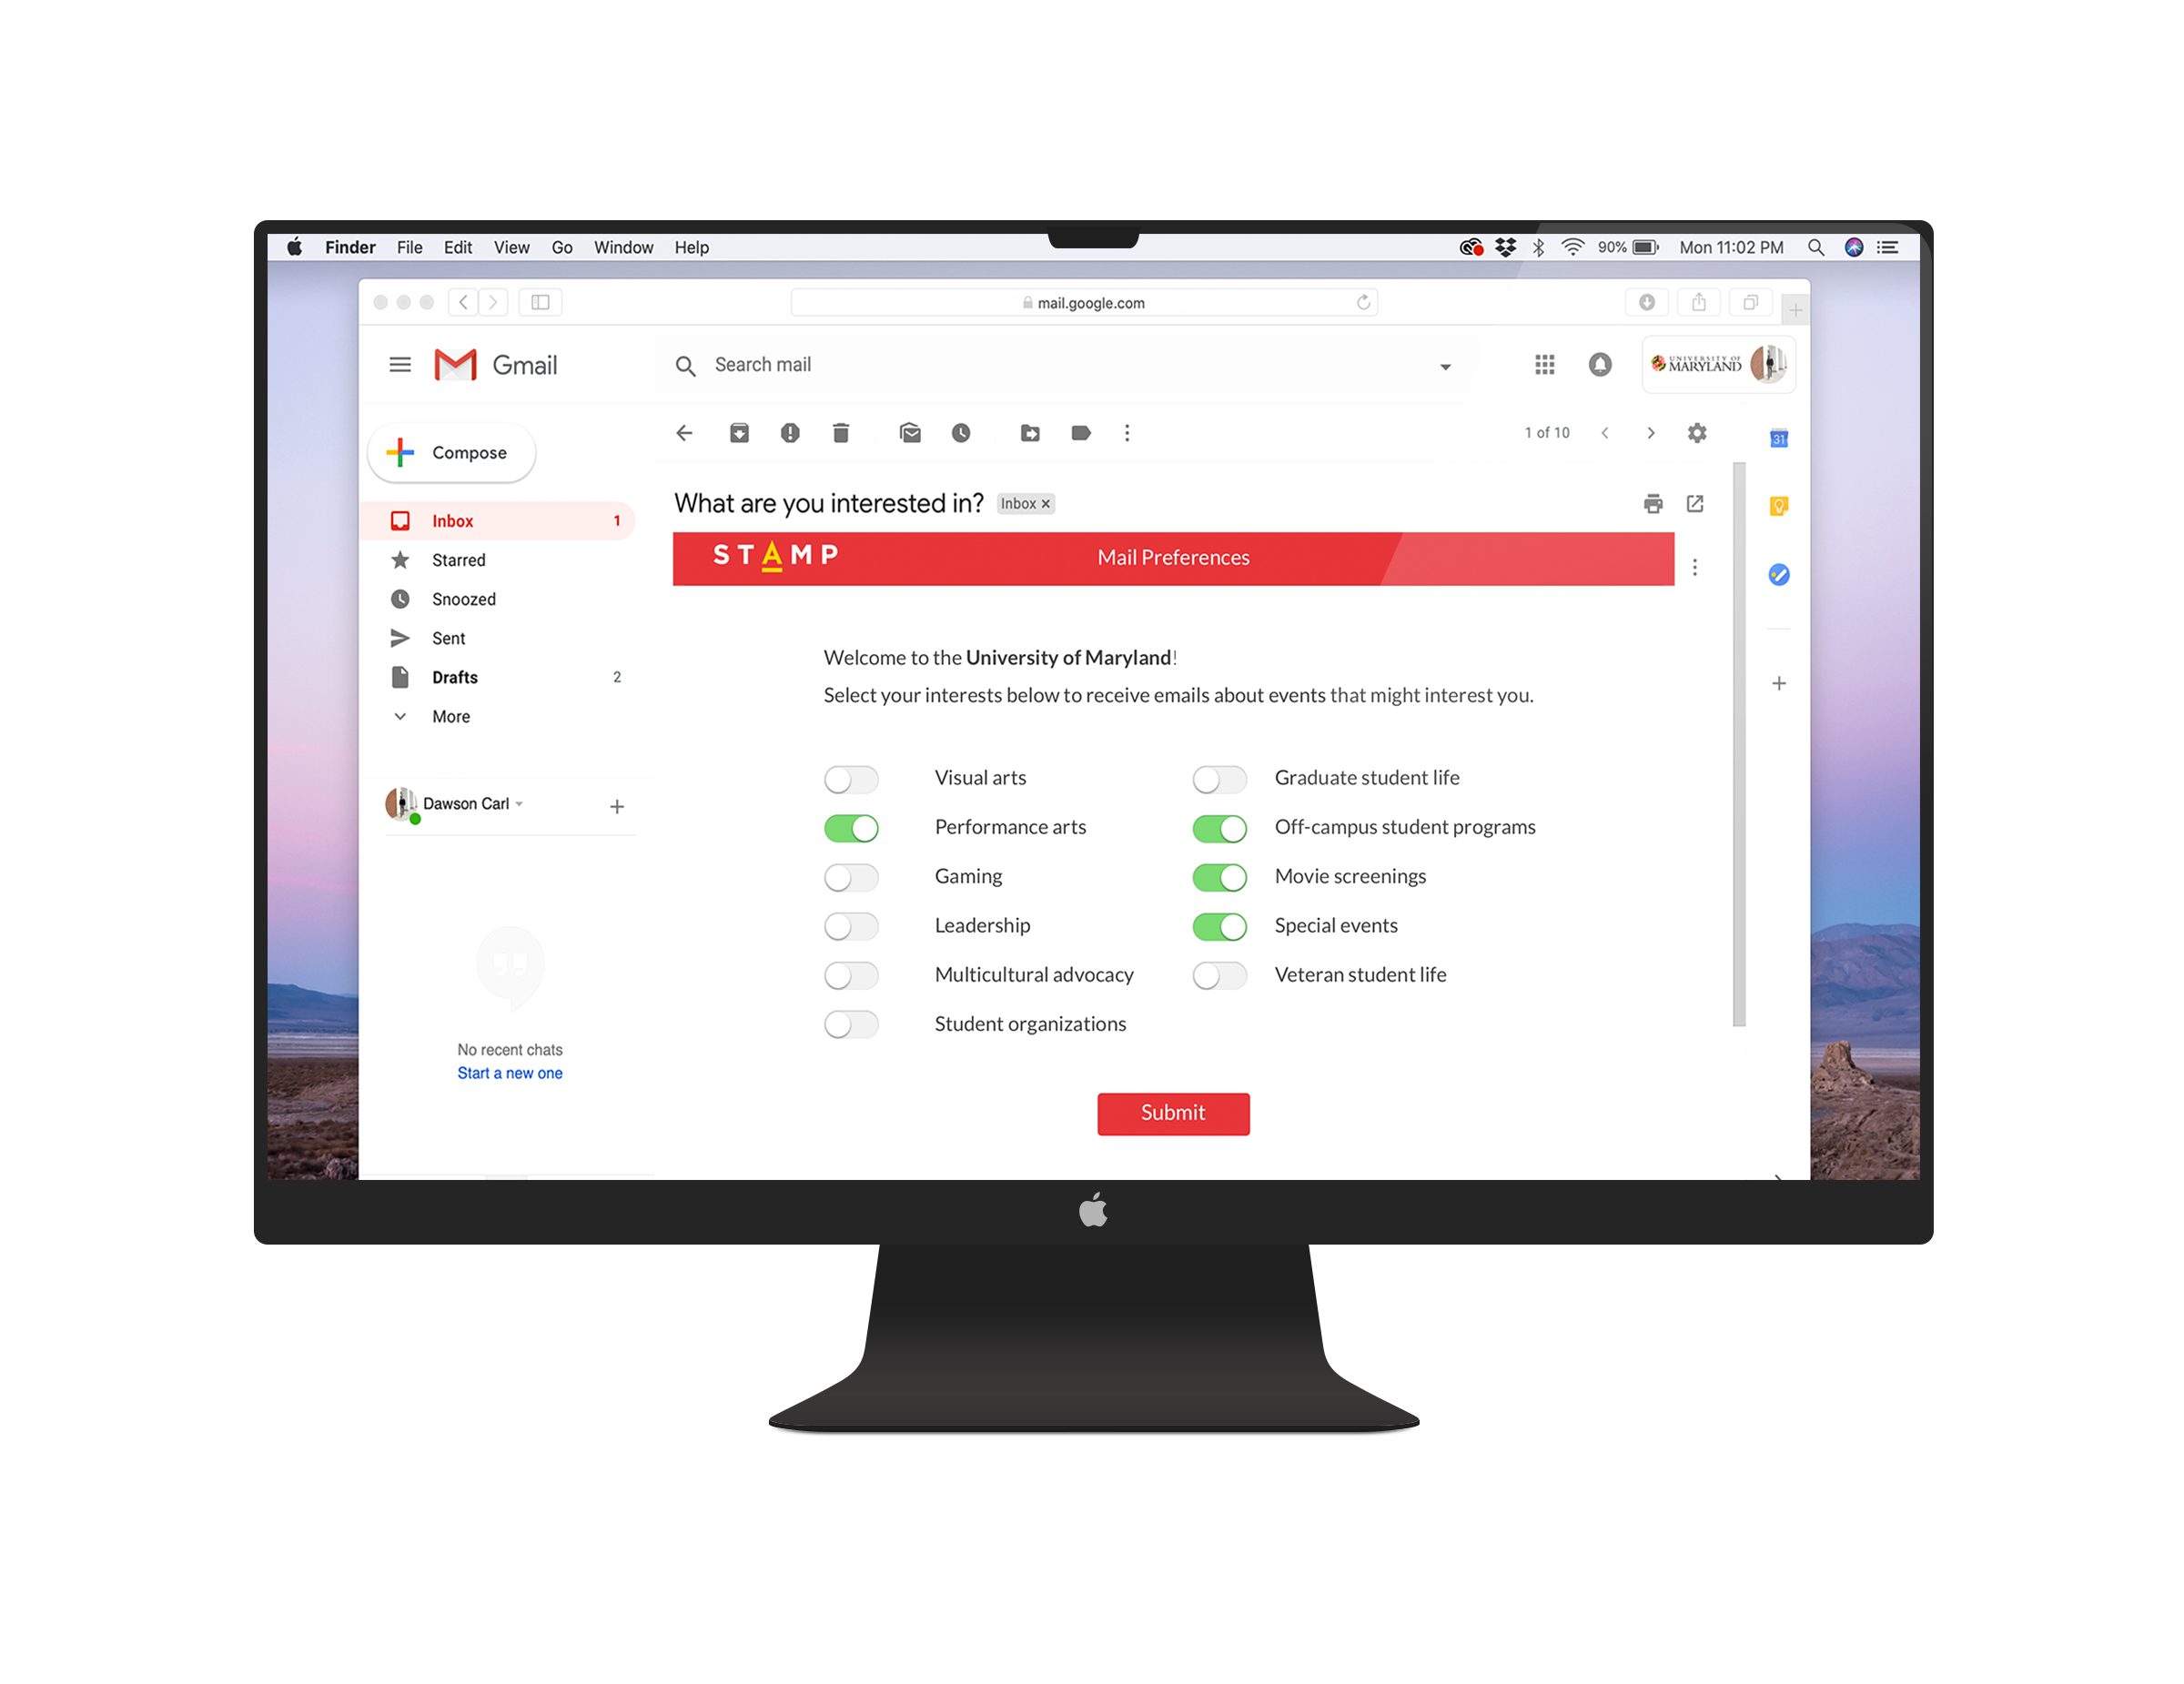 Finder File Edit View Go Window Help 90% Mon 11:02 PM
mail.google.com
Gmail Search mail UNIVERSITY OF MARYLAND
1 of 10
31
Compose
What are you interested in? Inbox ×
Inbox 1
Starred
Snoozed
Sent
Drafts 2
More
Dawson Carl
No recent chats
Start a new one
STAMP Mail Preferences
Welcome to the University of Maryland!
Select your interests below to receive emails about events that might interest you.
Visual arts Graduate student life
Performance arts Off-campus student programs
Gaming Movie screenings
Leadership Special events
Multicultural advocacy Veteran student life
Student organizations
Submit